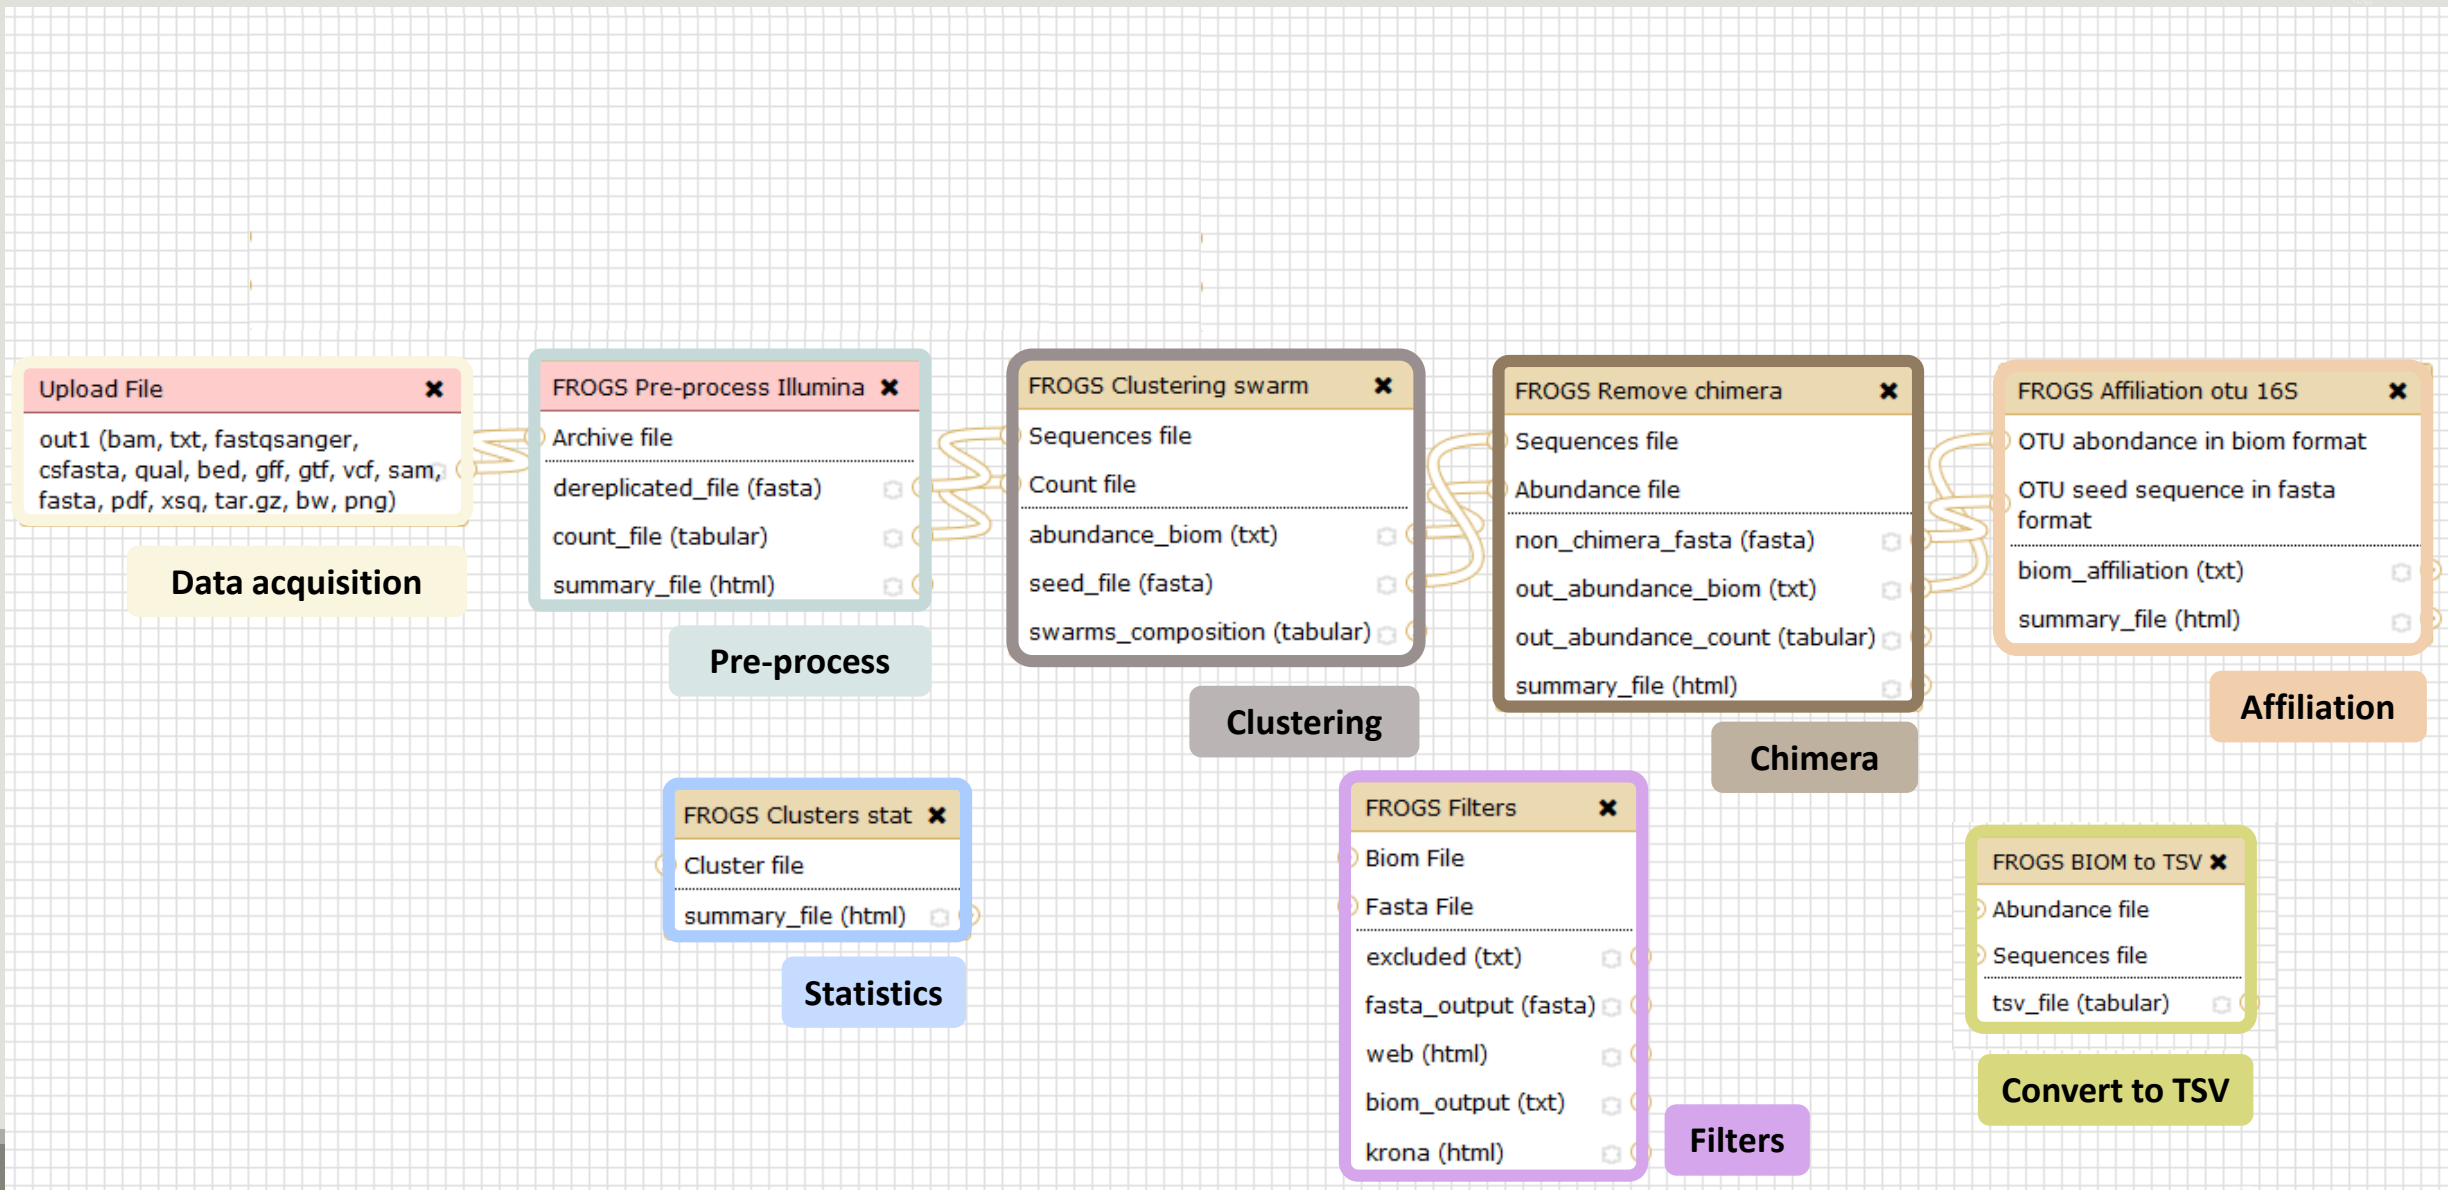 Upload File
out1 (bam, txt, fastqsanger,
csfasta, qual, bed, gff, gtf, vcf, sam,
fasta, pdf, xsq, tar.gz, bw, png)
Data acquisition
FROGS Pre-process Illumina
Archive file
dereplicated_file (fasta)
count_file (tabular)
summary_file (html)
Pre-process
FROGS Clustering swarm
Sequences file
Count file
abundance_biom (txt)
seed_file (fasta)
swarms_composition (tabular)
Clustering
FROGS Remove chimera
Sequences file
Abundance file
non_chimera_fasta (fasta)
out_abundance_biom (txt)
out_abundance_count (tabular)
summary_file (html)
Chimera
FROGS Affiliation otu 16S
OTU abondance in biom format
OTU seed sequence in fasta
format
biom_affiliation (txt)
summary_file (html)
Affiliation
FROGS Clusters stat
Cluster file
summary_file (html)
Statistics
FROGS Filters
Biom File
Fasta File
excluded (txt)
fasta_output (fasta)
web (html)
biom_output (txt)
krona (html)
Filters
FROGS BIOM to TSV
Abundance file
Sequences file
tsv_file (tabular)
Convert to TSV